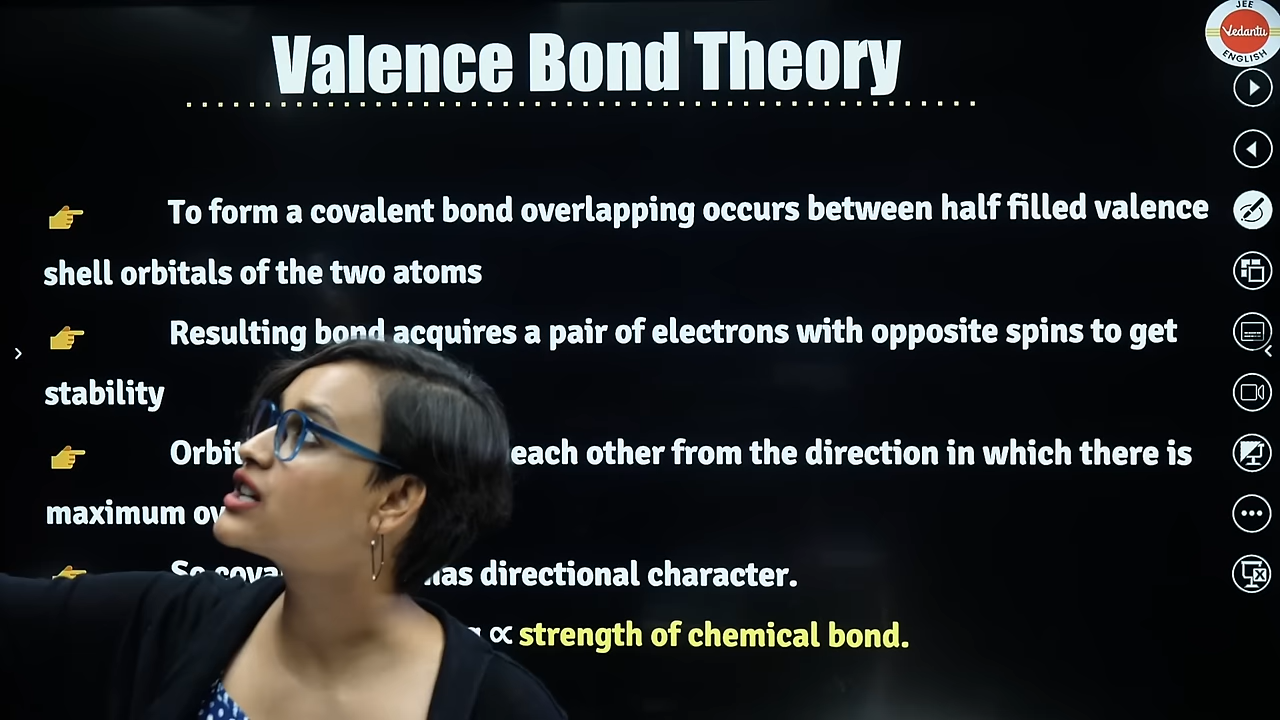 Valence Bond Theory
JEE
Vedantu
ENGLISH
To form a covalent bond overlapping occurs between half filled valence
shell orbitals of the two atoms
Resulting bond acquires a pair of electrons with opposite spins to get
stability
each other from the direction in which there is
maximum
has directional character.
∝ strength of chemical bond.